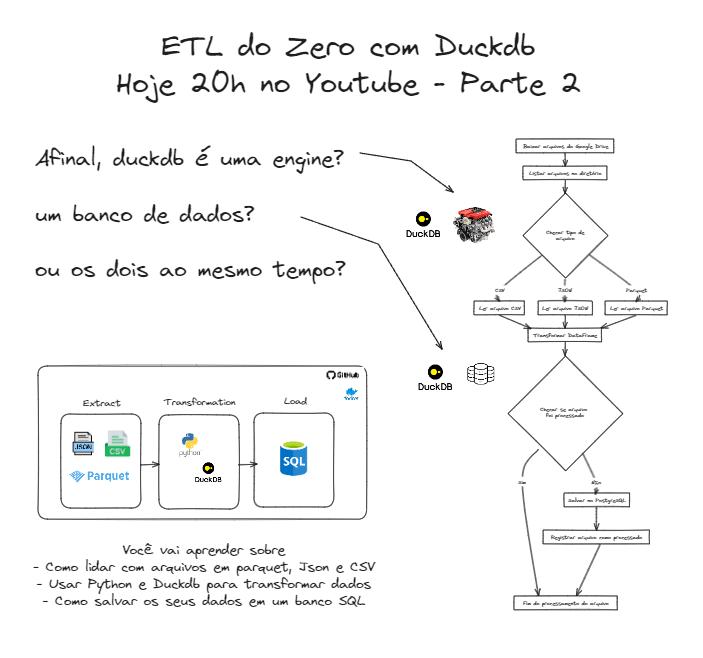 ETL do Zero com Duckdb
Hoje 20h no Youtube - Parte 2
Afinal, duckdb é uma engine?
um banco de dados?
ou os dois ao mesmo tempo?
DuckDB
DuckDB
GitHub
Extract
Transformation
Load
JSON
CSV
Parquet
python
DuckDB
SQL
Você vai aprender sobre
- Como lidar com arquivos em parquet, Json e CSV
- Usar Python e Duckdb para transformar dados
- Como salvar os seus dados em um banco SQL
Baixar arquivos do Google Drive
Listar arquivos no diretório
Checar tipo de
arquivo
CSV
JSON
Parquet
Ler arquivo CSV
Ler arquivo JSON
Ler arquivo Parquet
Transformar DataFrame
Checar se arquivo
foi processado
Sim
Não
Salvar no PostgreSQL
Registrar arquivo como processado
Fim do processamento do arquivo